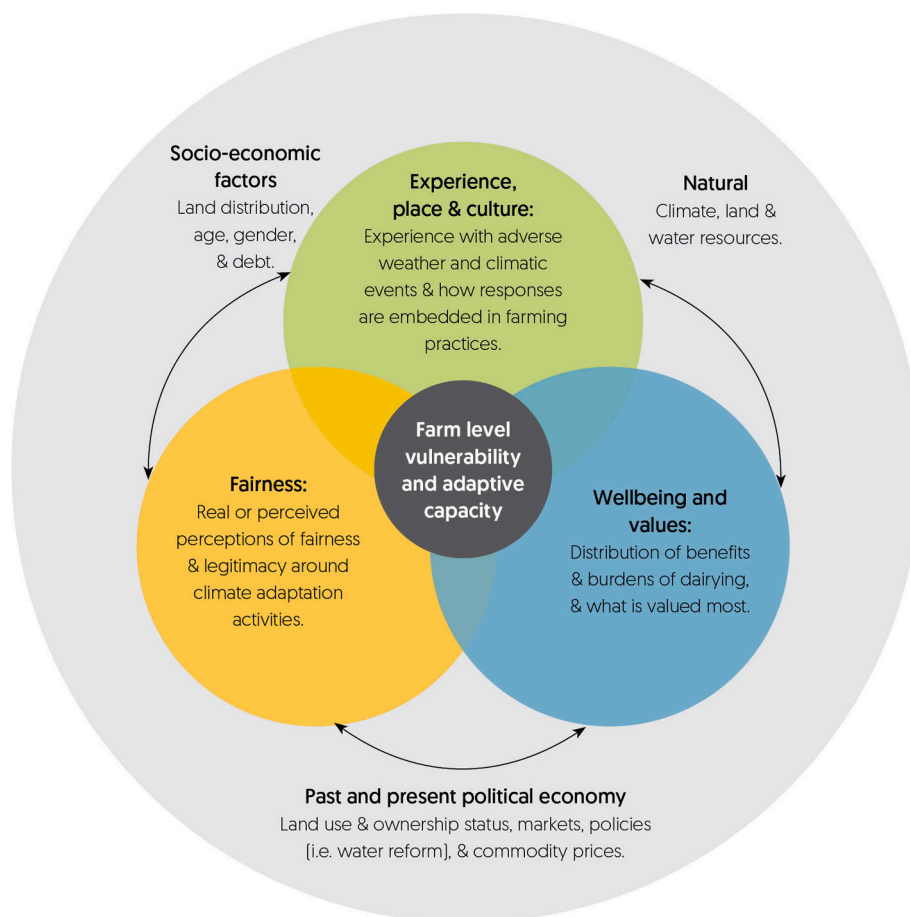 Socio-economic
factors
Land distribution,
age, gender,
& debt.
Experience,
place & culture:
Experience with adverse
weather and climatic
events & how responses
are embedded in farming
practices.
Natural
Climate, land &
water resources.
Farm level
vulnerability
and adaptive
capacity
Fairness:
Real or perceived
perceptions of fairness
& legitimacy around
climate adaptation
activities.
Wellbeing and
values:
Distribution of benefits
& burdens of dairying,
& what is valued most.
Past and present political economy
Land use & ownership status, markets, policies
(i.e. water reform), & commodity prices.